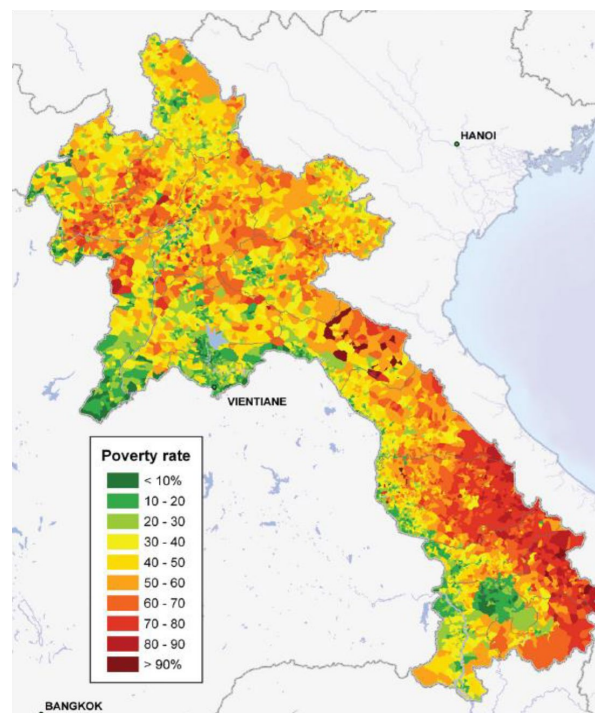 HANOI
VIENTIANE
Poverty rate
< 10%
10 - 20
20 - 30
30 - 40
40 - 50
50 - 60
60 - 70
70 - 80
80 - 90
> 90%
BANGKOK